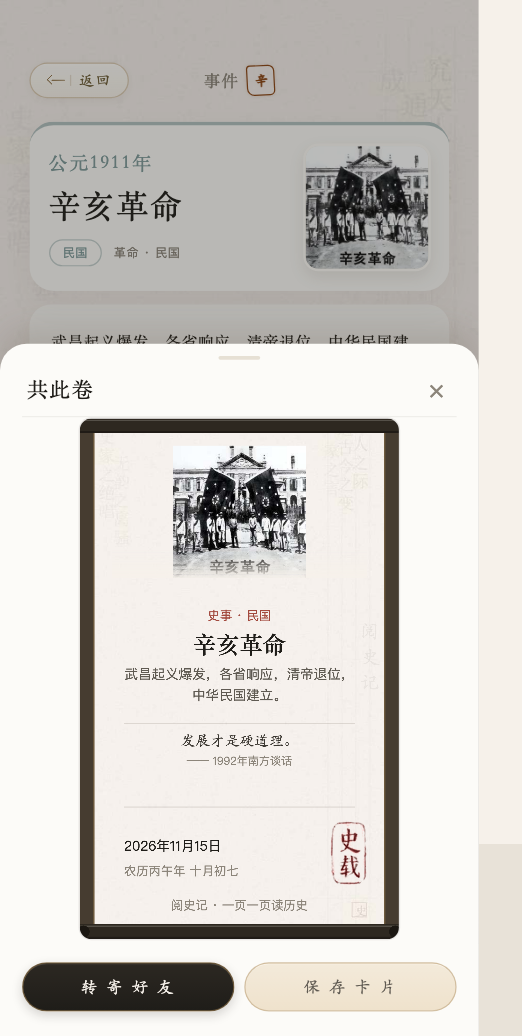 返回
事件
辛
公元1911年
辛亥革命
民国
革命 · 民国
辛亥革命
武昌起义爆发，各省响应，清帝退位，中华民国建
共此卷
辛亥革命
史事 · 民国
辛亥革命
武昌起义爆发，各省响应，清帝退位，
中华民国建立。
发展才是硬道理。
—— 1992年南方谈话
2026年11月15日
农历丙午年 十月初七
史载
阅史记 · 一页一页读历史
阅史记
转寄好友
保存卡片